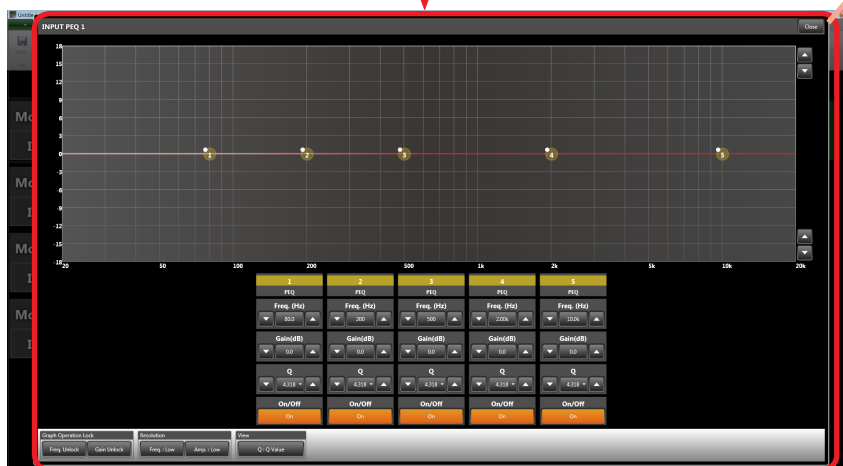 Untitle
INPUT PEQ 1 Close
18
15
12
9
6
3
0
-3
-6
-9
-12
-15
-18
1 2 3 4 5
20 50 100 200 500 1k 2k 5k 10k 20k
1 2 3 4 5
PEQ PEQ PEQ PEQ PEQ
Freq. (Hz) Freq. (Hz) Freq. (Hz) Freq. (Hz) Freq. (Hz)
80.0 200 500 2.00k 10.0k
Gain(dB) Gain(dB) Gain(dB) Gain(dB) Gain(dB)
0.0 0.0 0.0 0.0 0.0
Q Q Q Q Q
4.318 4.318 4.318 4.318 4.318
On/Off On/Off On/Off On/Off On/Off
On On On On On
Graph Operation Lock Resolution View
Freq. Unlock Gain Unlock Freq. : Low Amp. : Low Q : Q Value
Mo
I
Mo
I
Mo
I
Mo
I